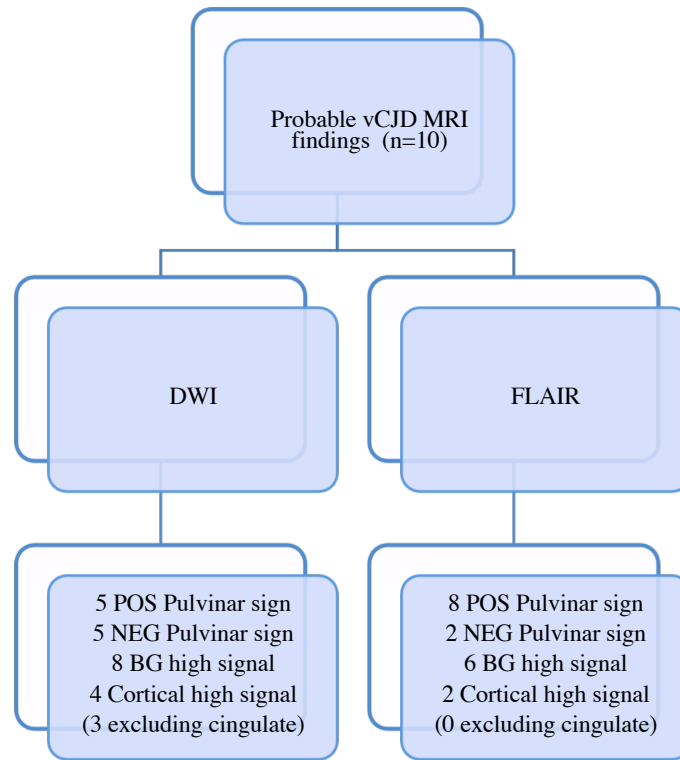 Probable vCJD MRI
findings (n=10)
DWI
FLAIR
5 POS Pulvinar sign
5 NEG Pulvinar sign
8 BG high signal
4 Cortical high signal
(3 excluding cingulate)
8 POS Pulvinar sign
2 NEG Pulvinar sign
6 BG high signal
2 Cortical high signal
(0 excluding cingulate)